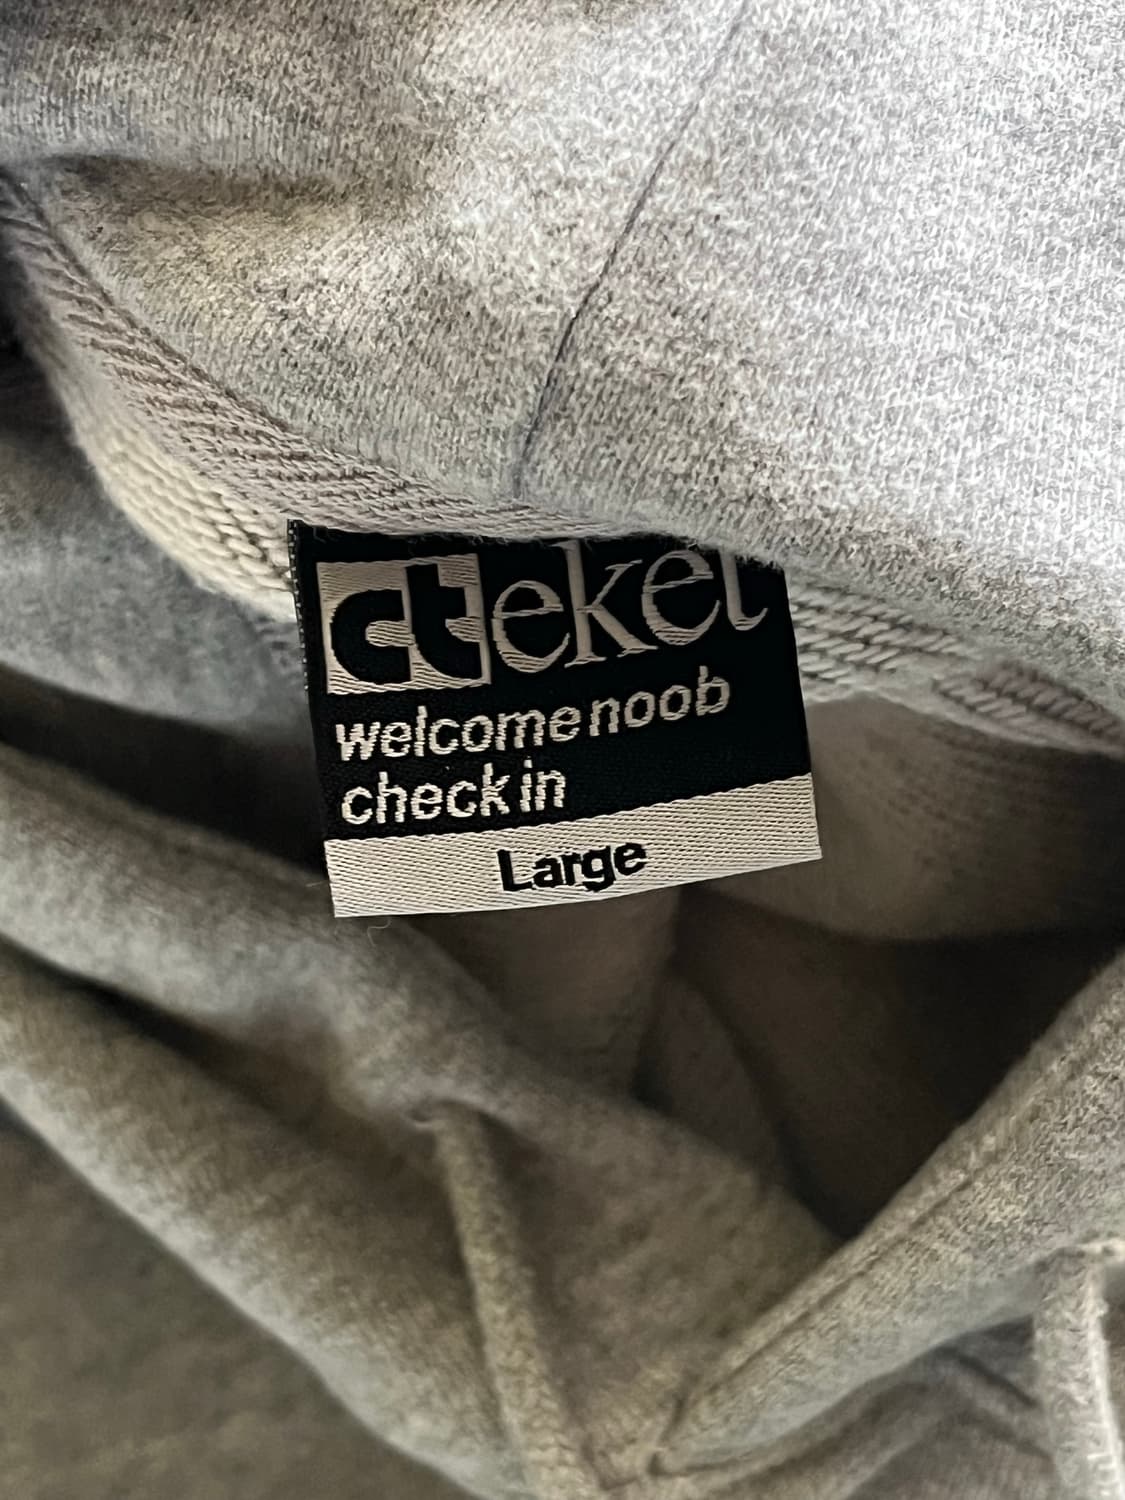 ctekel
welcome noob
check in
Large